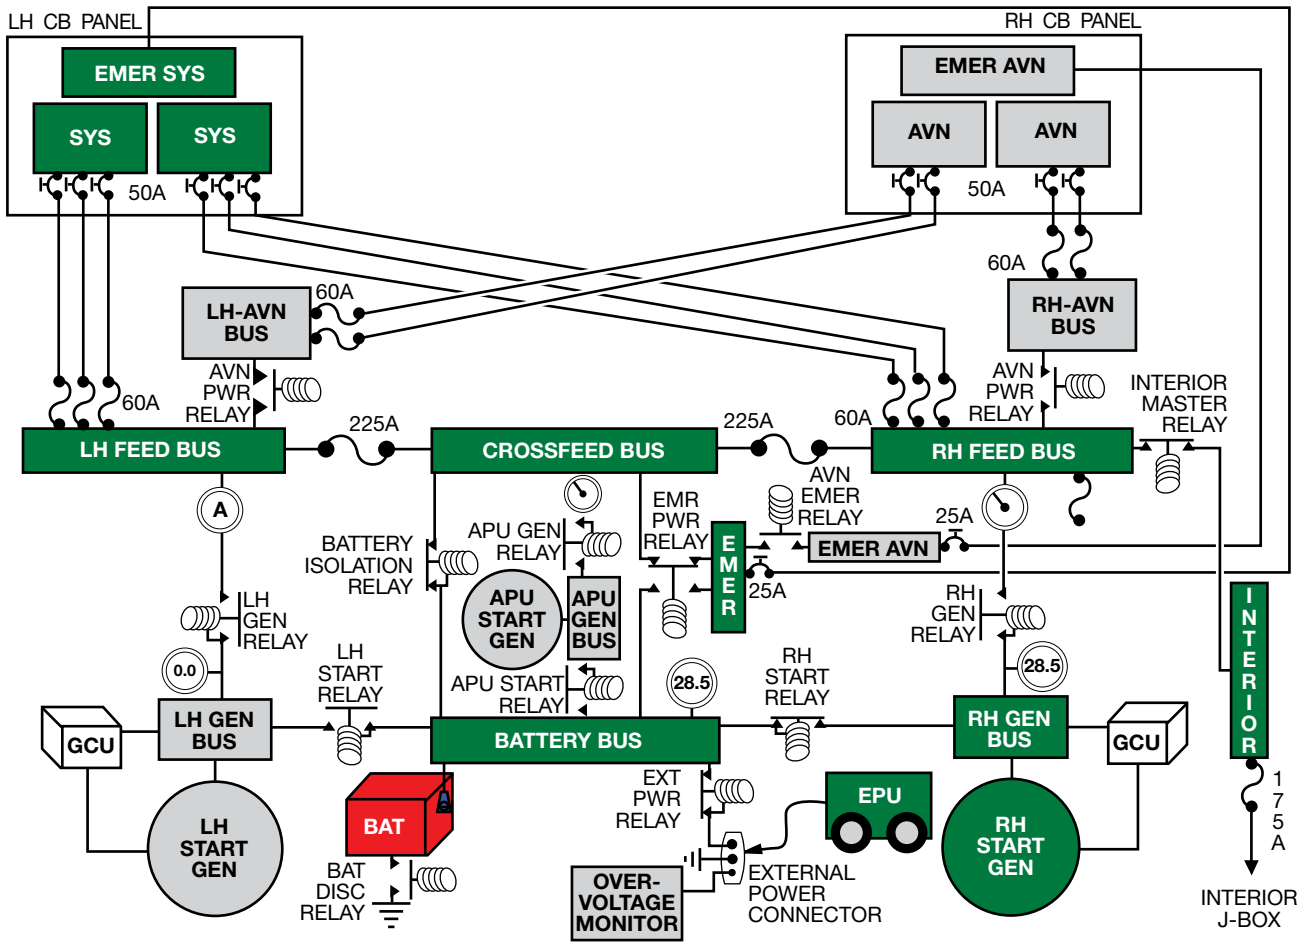 LH CB PANEL
RH CB PANEL
EMER SYS
SYS
SYS
50A
EMER AVN
AVN
AVN
50A
LH-AVN
BUS
60A
60A
RH-AVN
BUS
AVN
PWR
RELAY
AVN
PWR
RELAY
INTERIOR
MASTER
RELAY
60A
225A
225A
60A
LH FEED BUS
CROSSFEED BUS
RH FEED BUS
A
BATTERY
ISOLATION
RELAY
APU GEN
RELAY
EMR
PWR
RELAY
AVN
EMER
RELAY
EMER
EMER AVN
25A
25A
APU
START
GEN
APU
GEN
BUS
LH
GEN
RELAY
RH
GEN
RELAY
INTERIOR
0.0
LH
START
RELAY
APU START
RELAY
28.5
RH
START
RELAY
28.5
GCU
LH GEN
BUS
BATTERY BUS
RH GEN
BUS
GCU
LH
START
GEN
BAT
BAT
DISC
RELAY
EXT
PWR
RELAY
EPU
OVER-
VOLTAGE
MONITOR
EXTERNAL
POWER
CONNECTOR
RH
START
GEN
175A
INTERIOR
J-BOX